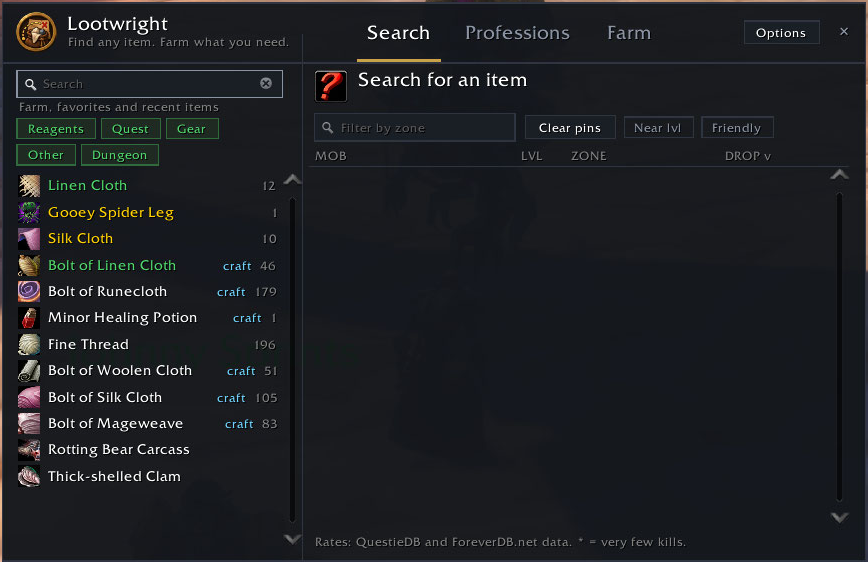 Lootwright
Find any item. Farm what you need.
Search Professions Farm
Options
Search
Farm, favorites and recent items
Reagents Quest Gear
Other Dungeon
Linen Cloth 12
Gooey Spider Leg 1
Silk Cloth 10
Bolt of Linen Cloth craft 46
Bolt of Runecloth craft 179
Minor Healing Potion craft 1
Fine Thread 196
Bolt of Woolen Cloth craft 51
Bolt of Silk Cloth craft 105
Bolt of Mageweave craft 83
Rotting Bear Carcass
Thick-shelled Clam
Search for an item
Filter by zone Clear pins Near lvl Friendly
MOB LVL ZONE DROP v
Rates: QuestieDB and ForeverDB.net data. * = very few kills.